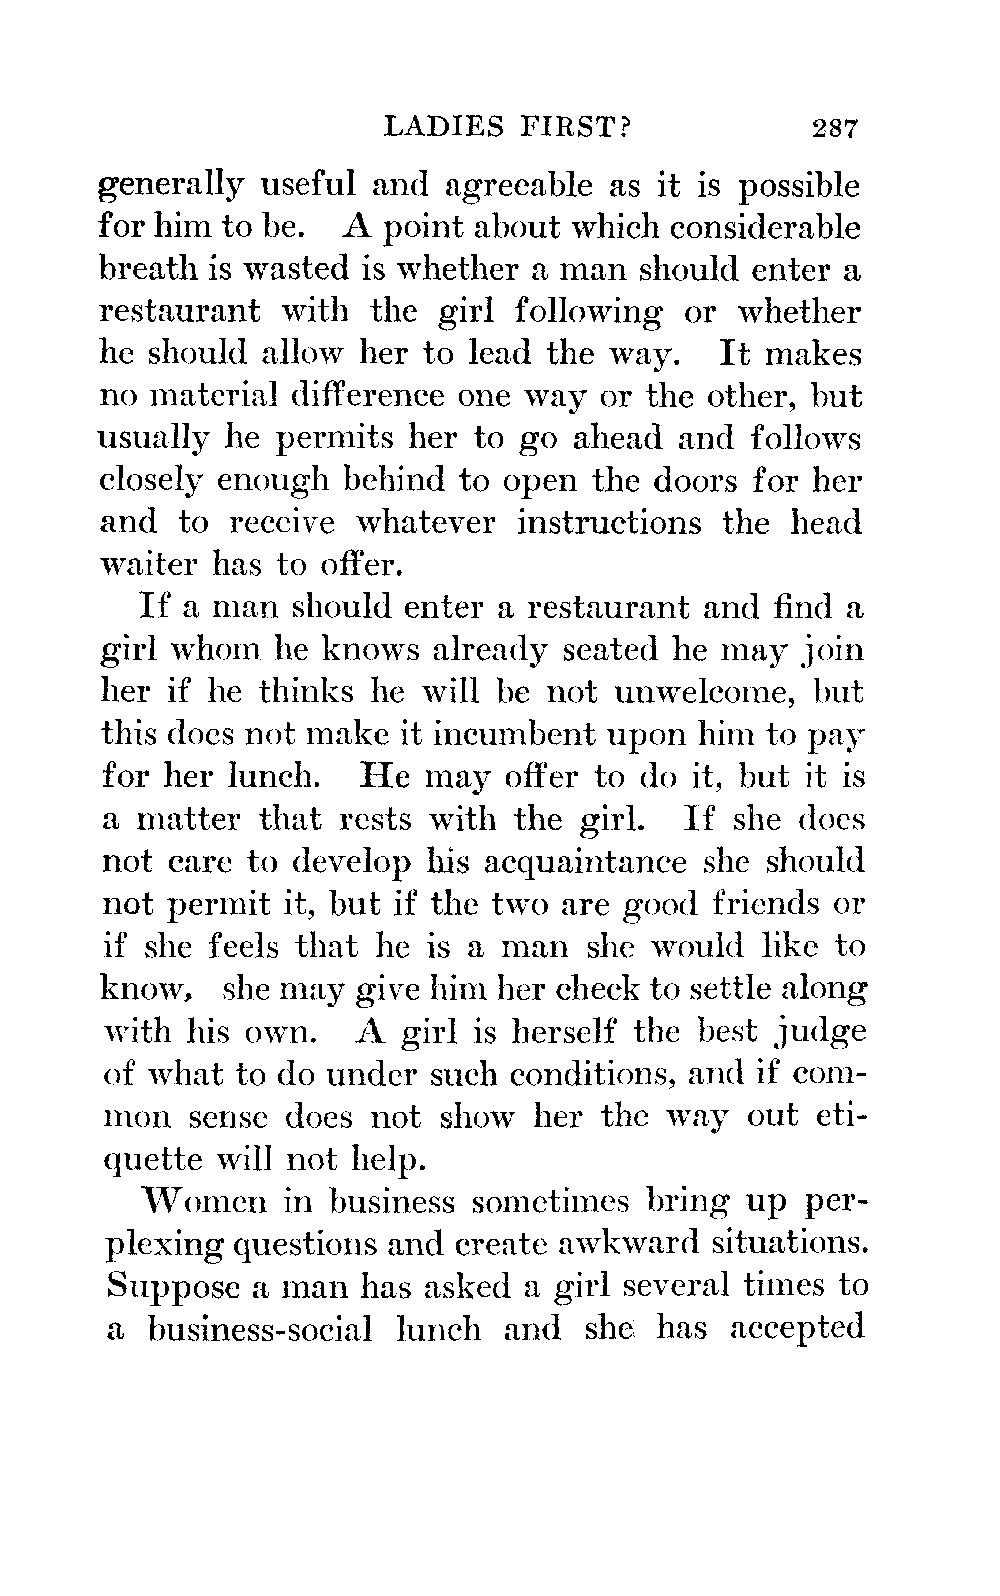 LADIES FIRST? 287
generally useful and agreeable as it is possible
for him to be. A point about which considerable
breath is wasted is whether a man should enter a
restaurant with the girl following or whether
he should allow her to lead the way. It makes
no material difference one way or the other, but
usually he permits her to go ahead and follows
closely enough behind to open the doors for her
and to receive whatever instructions the head
waiter has to offer.
If a man should enter a restaurant and find a
girl whom he knows already seated he may join
her if he thinks he will be not unwelcome, but
this does not make it incumbent upon him to pay
for her lunch. He may offer to do it, but it is
a matter that rests with the girl. If she does
not care to develop his acquaintance she should
not permit it, but if the two are good friends or
if she feels that he is a man she would like to
know, she may give him her check to settle along
with his own. A girl is herself the best judge
of what to do under such conditions, and if com-
mon sense does not show her the way out eti-
quette will not help.
Women in business sometimes bring up per-
plexing questions and create awkward situations.
Suppose a man has asked a girl several times to
a business-social lunch and she has accepted